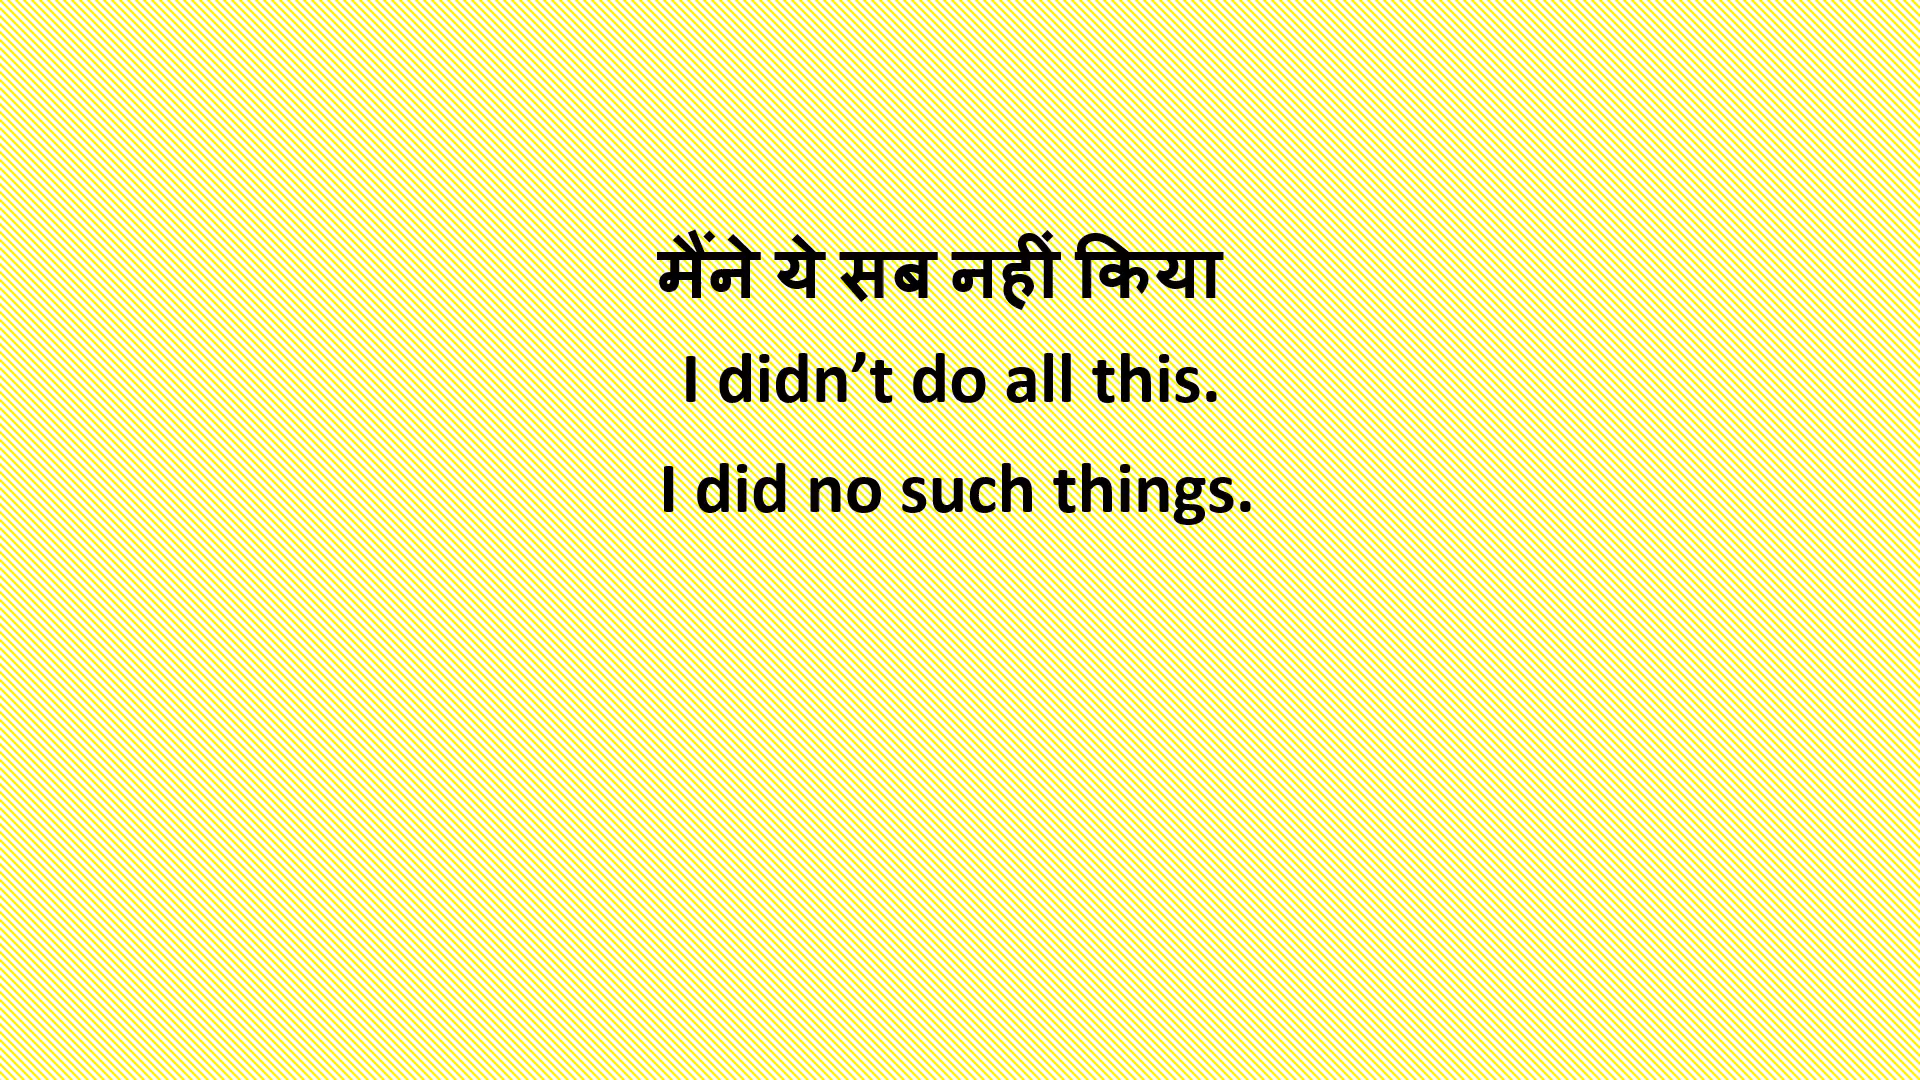 मैंने ये सब नहीं किया
I didn’t do all this.
I did no such things.